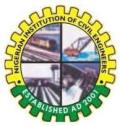 NIGERIAN INSTITUTION OF CIVIL ENGINEERS
ESTABLISHED AD 2001